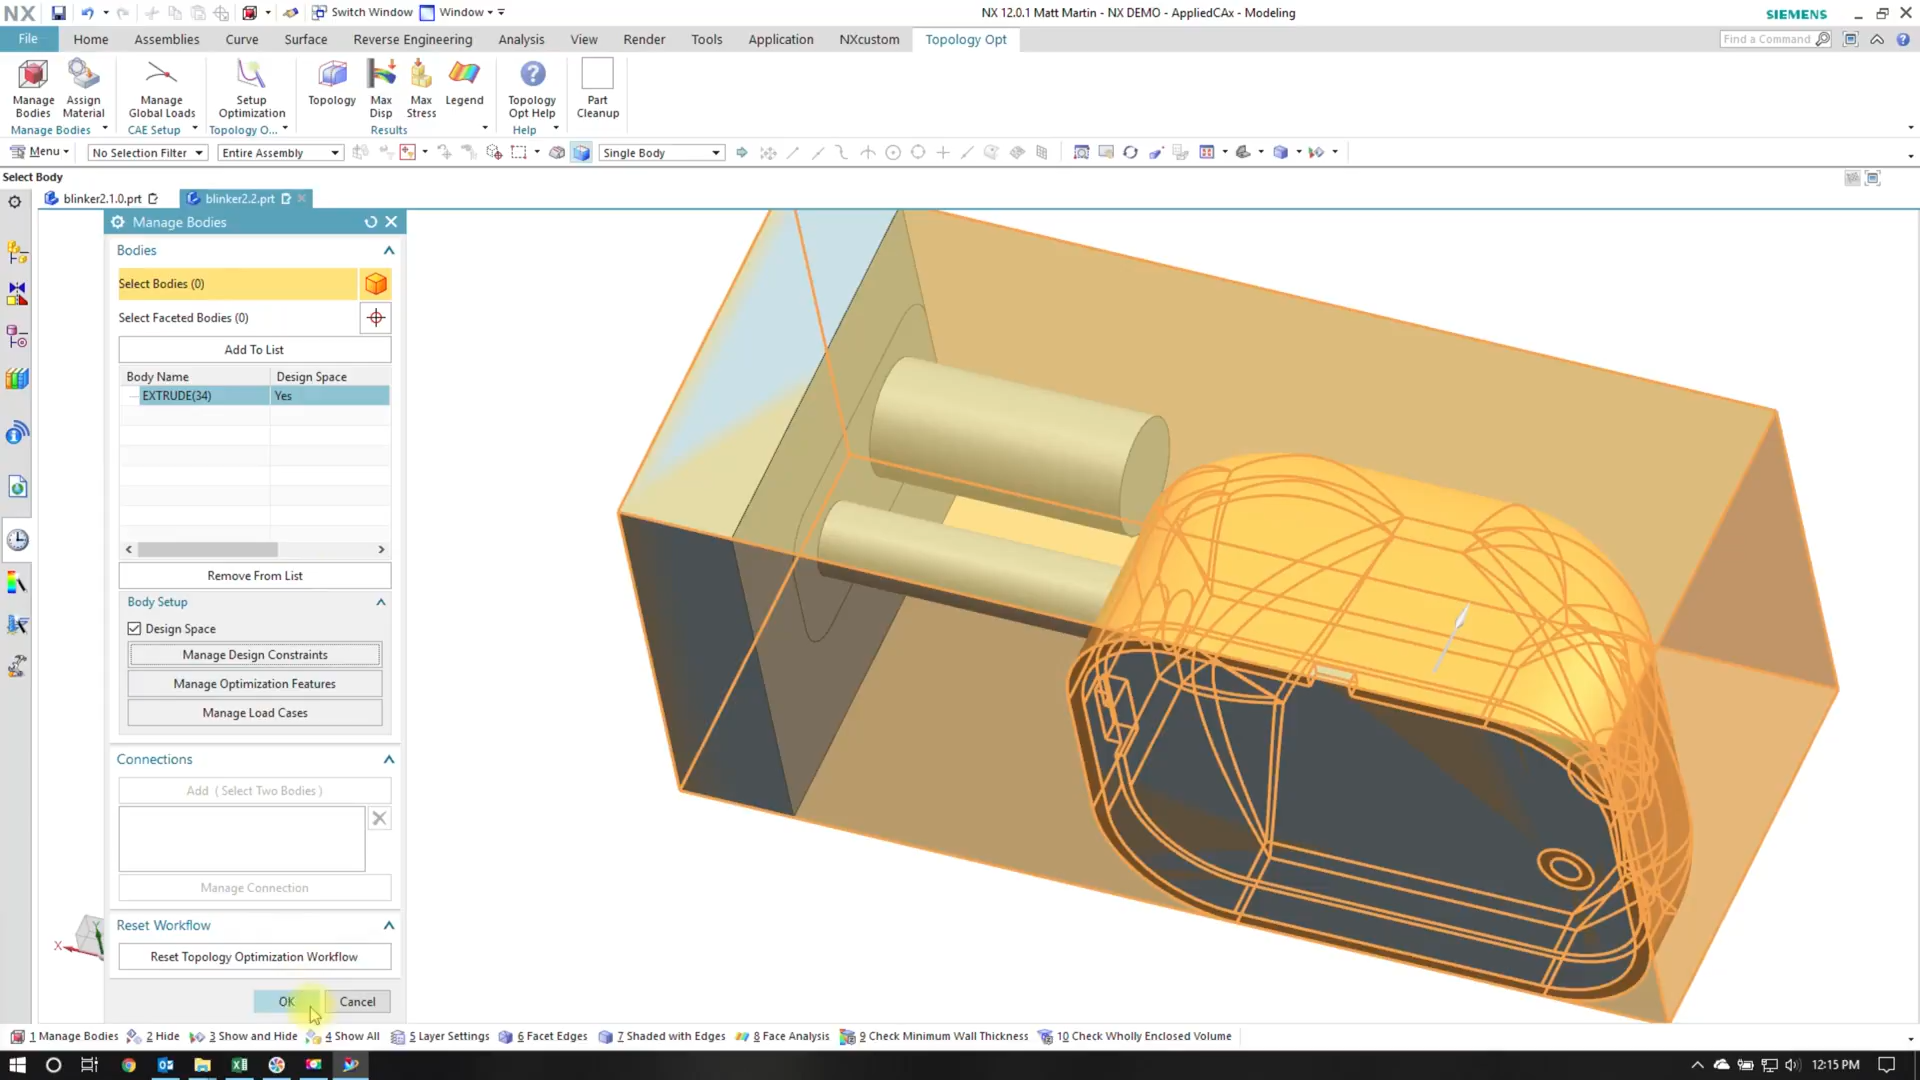 NX
Switch Window
Window
NX 12.0.1 Matt Martin - NX DEMO - AppliedCAx - Modeling
SIEMENS
File
Home
Assemblies
Curve
Surface
Reverse Engineering
Analysis
View
Render
Tools
Application
NXcustom
Topology Opt
Find a Command
Manage Bodies
Assign Material
Manage Global Loads
Setup Optimization
Topology
Max Disp
Max Stress
Legend
Topology Opt Help
Part Cleanup
Manage Bodies
CAE Setup
Topology O...
Results
Help
Menu
No Selection Filter
Entire Assembly
Single Body
Select Body
blinker2.1.0.prt
blinker2.2.prt
Manage Bodies
Bodies
Select Bodies (0)
Select Faceted Bodies (0)
Add To List
Body Name
Design Space
EXTRUDE(34)
Yes
Remove From List
Body Setup
Design Space
Manage Design Constraints
Manage Optimization Features
Manage Load Cases
Connections
Add ( Select Two Bodies )
Manage Connection
Reset Workflow
Reset Topology Optimization Workflow
X
OK
Cancel
1 Manage Bodies
2 Hide
3 Show and Hide
4 Show All
5 Layer Settings
6 Facet Edges
7 Shaded with Edges
8 Face Analysis
9 Check Minimum Wall Thickness
10 Check Wholly Enclosed Volume
12:15 PM